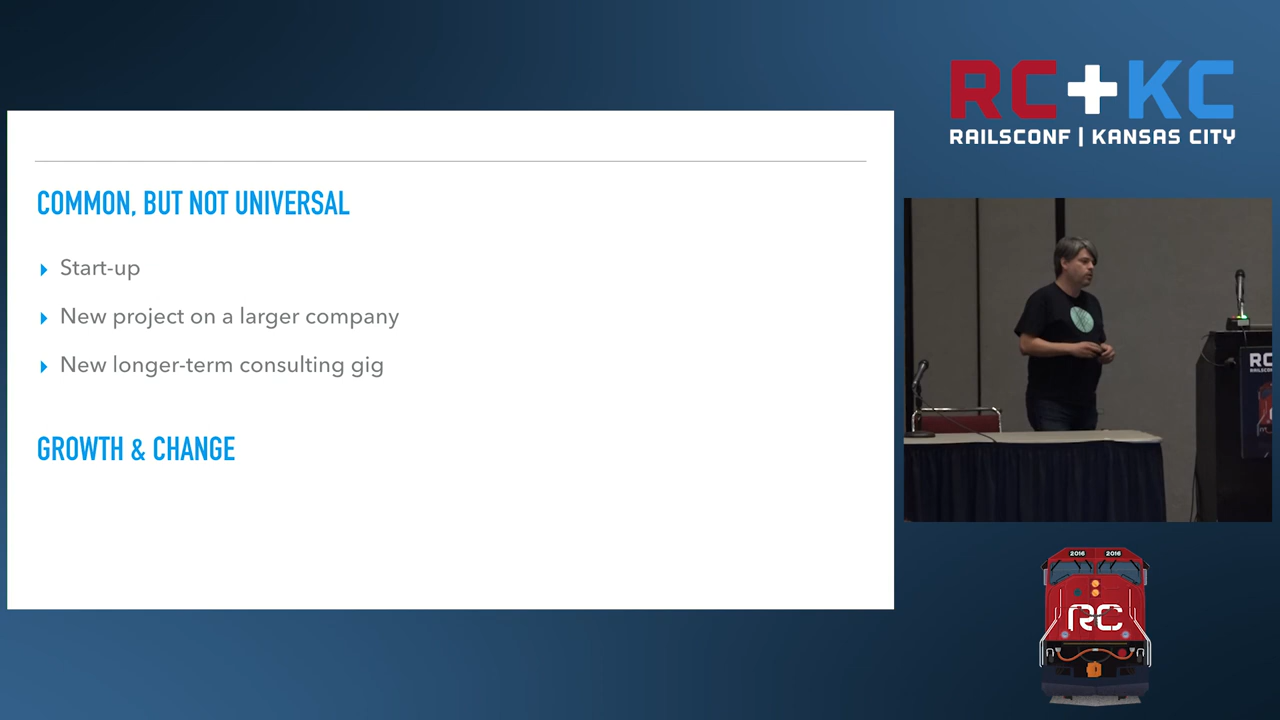 COMMON, BUT NOT UNIVERSAL
Start-up
New project on a larger company
New longer-term consulting gig
GROWTH & CHANGE
RC+KC
RAILSCONF | KANSAS CITY
RC
RAILSCONF
2016 2016
RC